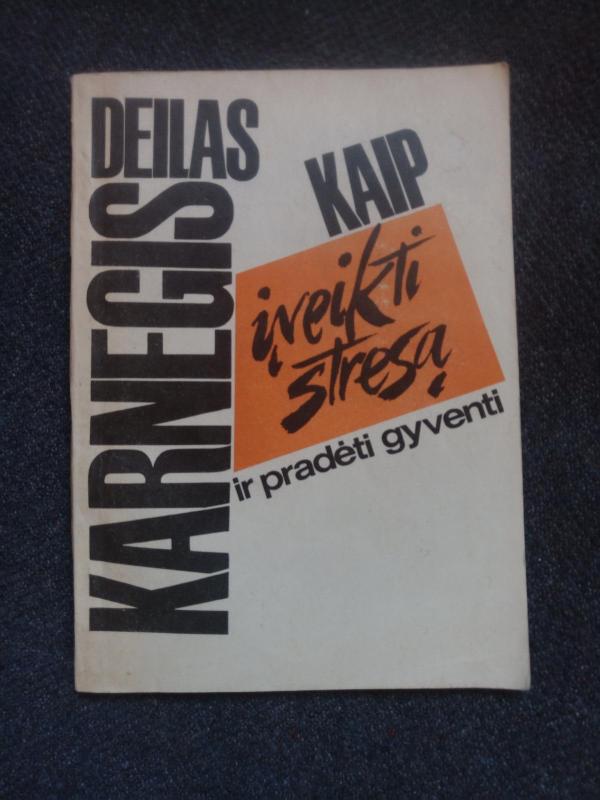 DEILAS
KARNEGIS
KAIP
įveikti
stresą
ir pradėti gyventi